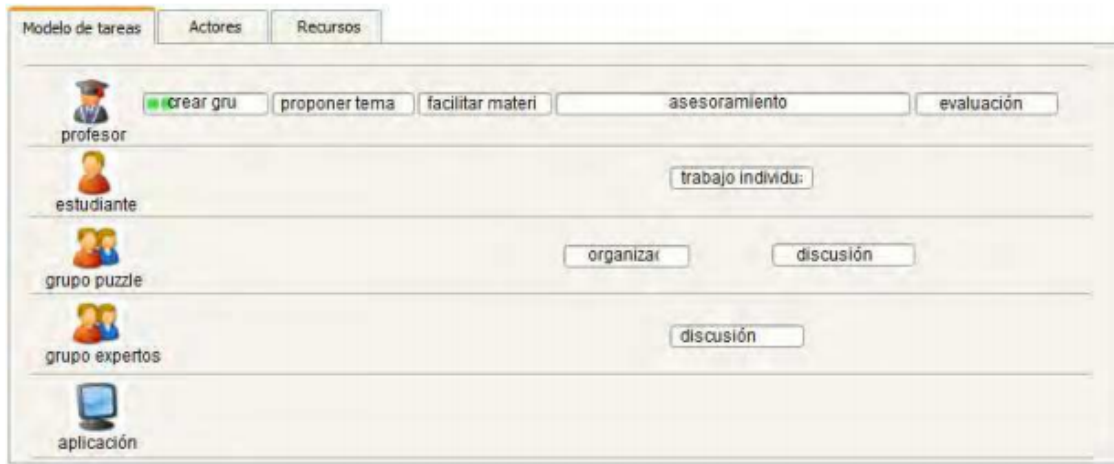 Modelo de tareas Actores Recursos
crear gru proponer tema facilitar materi asesoramiento evaluación
profesor
trabajo individu
estudiante
organizac discusión
grupo puzzle
discusión
grupo expertos
aplicación